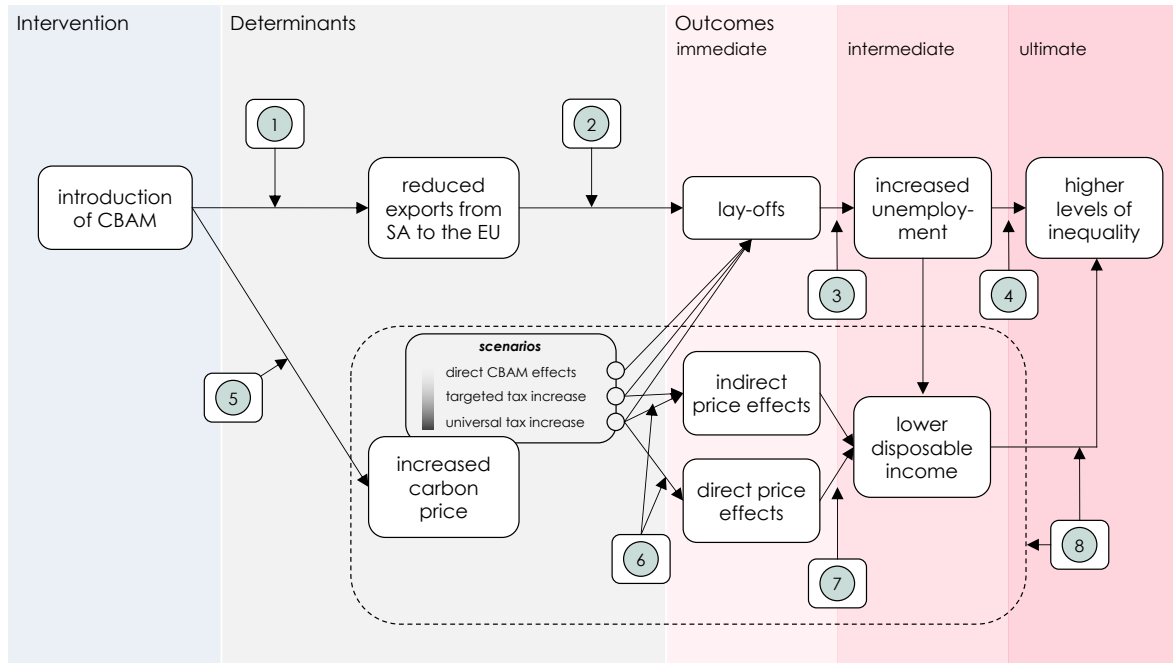 Intervention
Determinants
Outcomes
immediate
intermediate
ultimate
1
2
introduction
of CBAM
reduced
exports from
SA to the EU
lay-offs
increased
unemploy-
ment
higher
levels of
inequality
3
4
scenarios
direct CBAM effects
targeted tax increase
universal tax increase
5
increased
carbon
price
indirect
price effects
direct price
effects
lower
disposable
income
6
7
8